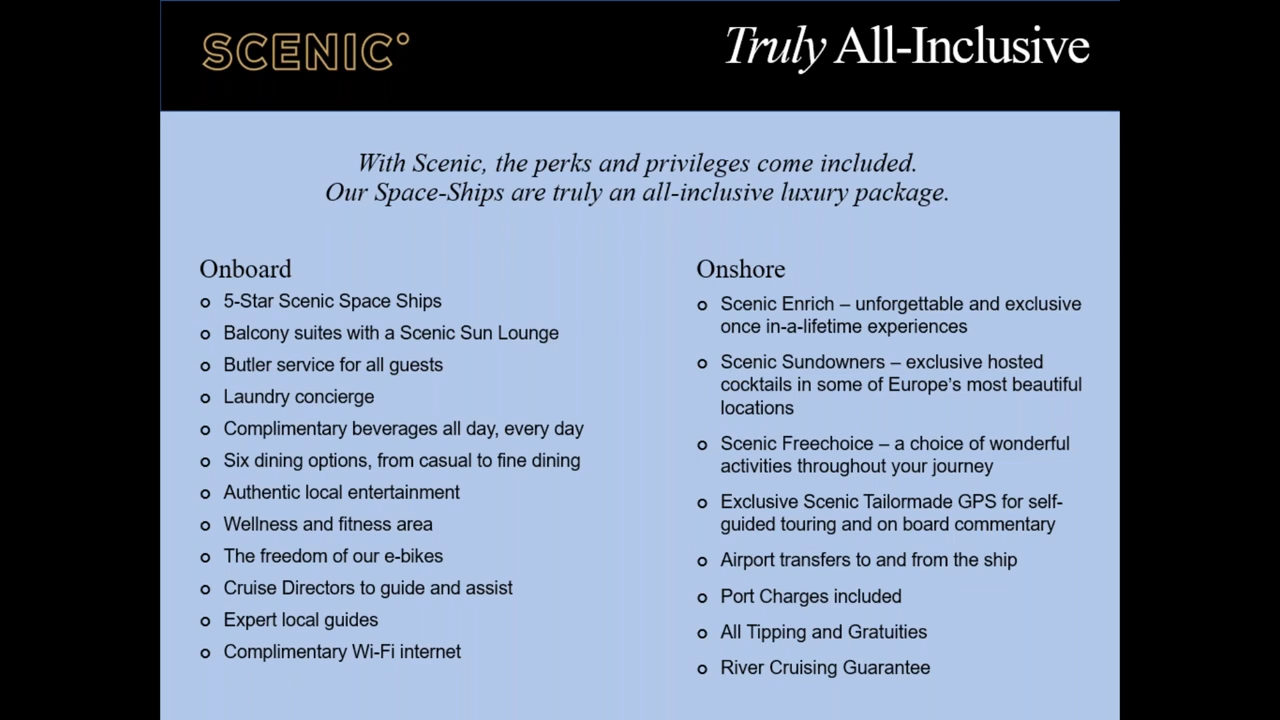 SCENIC°
Truly All-Inclusive
With Scenic, the perks and privileges come included.
Our Space-Ships are truly an all-inclusive luxury package.
Onboard
5-Star Scenic Space Ships
Balcony suites with a Scenic Sun Lounge
Butler service for all guests
Laundry concierge
Complimentary beverages all day, every day
Six dining options, from casual to fine dining
Authentic local entertainment
Wellness and fitness area
The freedom of our e-bikes
Cruise Directors to guide and assist
Expert local guides
Complimentary Wi-Fi internet
Onshore
Scenic Enrich – unforgettable and exclusive
once in-a-lifetime experiences
Scenic Sundowners – exclusive hosted
cocktails in some of Europe's most beautiful
locations
Scenic Freechoice – a choice of wonderful
activities throughout your journey
Exclusive Scenic Tailormade GPS for self-
guided touring and on board commentary
Airport transfers to and from the ship
Port Charges included
All Tipping and Gratuities
River Cruising Guarantee